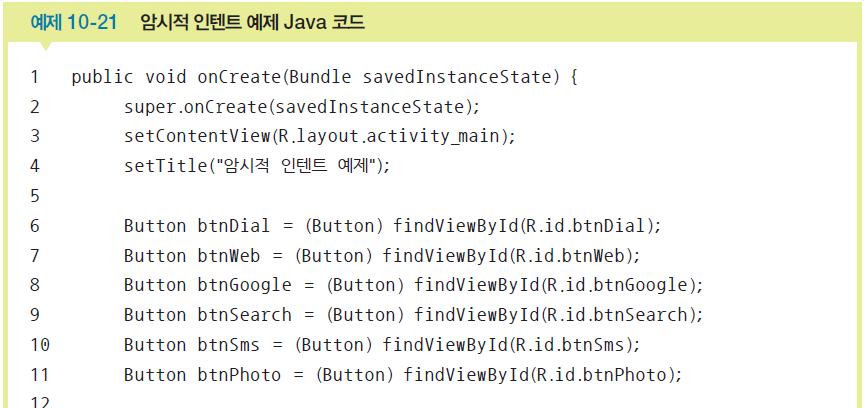 예제 10-21 암시적 인텐트 예제 Java 코드
1 public void onCreate(Bundle savedInstanceState) {
2 super.onCreate(savedInstanceState);
3 setContentView(R.layout.activity_main);
4 setTitle("암시적 인텐트 예제");
5
6 Button btnDial = (Button) findViewById(R.id.btnDial);
7 Button btnWeb = (Button) findViewById(R.id.btnWeb);
8 Button btnGoogle = (Button) findViewById(R.id.btnGoogle);
9 Button btnSearch = (Button) findViewById(R.id.btnSearch);
10 Button btnSms = (Button) findViewById(R.id.btnSms);
11 Button btnPhoto = (Button) findViewById(R.id.btnPhoto);
12